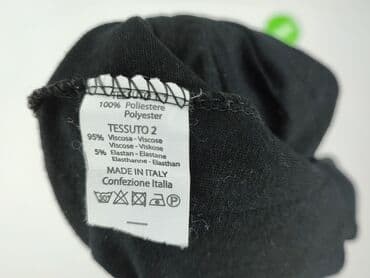 100% Poliestere
Polyester
TESSUTO 2
95% Viscosa - Viscose
Viscose - Viskose
5% Elastan - Elastane
Elasthanne - Elasthan
MADE IN ITALY
Confezione Italia